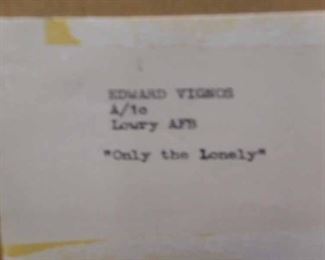 EDWARD VIGNOS
A/1c
Lowry AFB
"Only the Lonely"